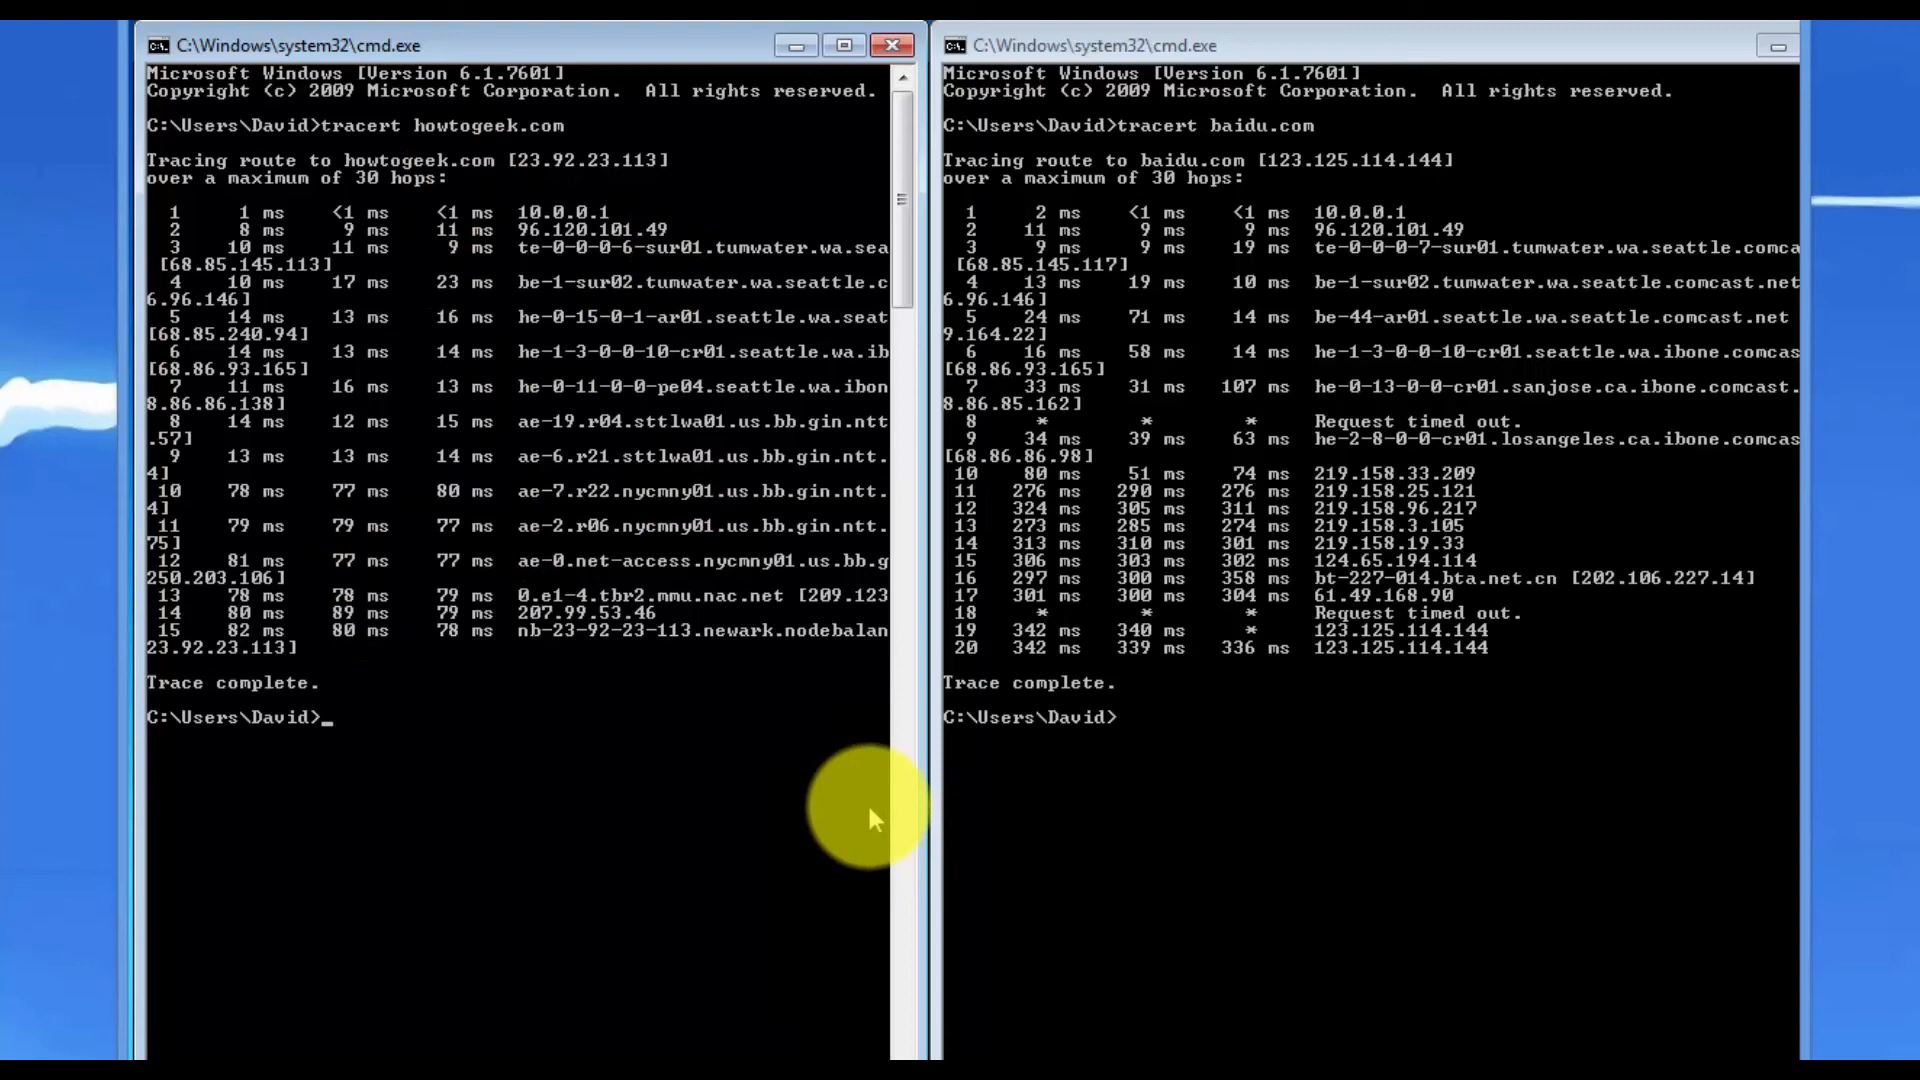 C:\Windows\system32\cmd.exe
Microsoft Windows [Version 6.1.7601]
Copyright (c) 2009 Microsoft Corporation.  All rights reserved.
C:\Users\David>tracert howtogeek.com
Tracing route to howtogeek.com [23.92.23.113]
over a maximum of 30 hops:
1     1 ms    <1 ms    <1 ms  10.0.0.1
2     8 ms     9 ms    11 ms  96.120.101.49
3    10 ms    11 ms     9 ms  te-0-0-0-6-sur01.tumwater.wa.sea
[68.85.145.113]
4    10 ms    17 ms    23 ms  be-1-sur02.tumwater.wa.seattle.c
6.96.146]
5    14 ms    13 ms    16 ms  he-0-15-0-1-ar01.seattle.wa.seat
[68.85.240.94]
6    14 ms    13 ms    14 ms  he-1-3-0-0-10-cr01.seattle.wa.ib
[68.86.93.165]
7    11 ms    16 ms    13 ms  he-0-11-0-0-pe04.seattle.wa.ibon
8.86.86.138]
8    14 ms    12 ms    15 ms  ae-19.r04.sttlwa01.us.bb.gin.ntt
.57]
9    13 ms    13 ms    14 ms  ae-6.r21.sttlwa01.us.bb.gin.ntt.
4]
10    78 ms    77 ms    80 ms  ae-7.r22.nycmny01.us.bb.gin.ntt.
4]
11    79 ms    79 ms    77 ms  ae-2.r06.nycmny01.us.bb.gin.ntt.
75]
12    81 ms    77 ms    77 ms  ae-0.net-access.nycmny01.us.bb.g
250.203.106]
13    78 ms    78 ms    79 ms  0.e1-4.tbr2.mmu.nac.net [209.123
14    80 ms    89 ms    79 ms  207.99.53.46
15    82 ms    80 ms    78 ms  nb-23-92-23-113.newark.nodebalan
23.92.23.113]
Trace complete.
C:\Users\David>_
C:\Windows\system32\cmd.exe
Microsoft Windows [Version 6.1.7601]
Copyright (c) 2009 Microsoft Corporation.  All rights reserved.
C:\Users\David>tracert baidu.com
Tracing route to baidu.com [123.125.114.144]
over a maximum of 30 hops:
1     2 ms    <1 ms    <1 ms  10.0.0.1
2    11 ms     9 ms     9 ms  96.120.101.49
3     9 ms     9 ms    19 ms  te-0-0-0-7-sur01.tumwater.wa.seattle.comca
[68.85.145.117]
4    13 ms    19 ms    10 ms  be-1-sur02.tumwater.wa.seattle.comcast.net
6.96.146]
5    24 ms    71 ms    14 ms  be-44-ar01.seattle.wa.seattle.comcast.net
9.164.22]
6    16 ms    58 ms    14 ms  he-1-3-0-0-10-cr01.seattle.wa.ibone.comcas
[68.86.93.165]
7    33 ms    31 ms   107 ms  he-0-13-0-0-cr01.sanjose.ca.ibone.comcast.
8.86.85.162]
8     *        *        *     Request timed out.
9    34 ms    39 ms    63 ms  he-2-8-0-0-cr01.losangeles.ca.ibone.comcas
[68.86.86.98]
10    80 ms    51 ms    74 ms  219.158.33.209
11   276 ms   290 ms   276 ms  219.158.25.121
12   324 ms   305 ms   311 ms  219.158.96.217
13   273 ms   285 ms   274 ms  219.158.3.105
14   313 ms   310 ms   301 ms  219.158.19.33
15   306 ms   303 ms   302 ms  124.65.194.114
16   297 ms   300 ms   358 ms  bt-227-014.bta.net.cn [202.106.227.14]
17   301 ms   300 ms   304 ms  61.49.168.90
18     *        *        *     Request timed out.
19   342 ms   340 ms     *     123.125.114.144
20   342 ms   339 ms   336 ms  123.125.114.144
Trace complete.
C:\Users\David>